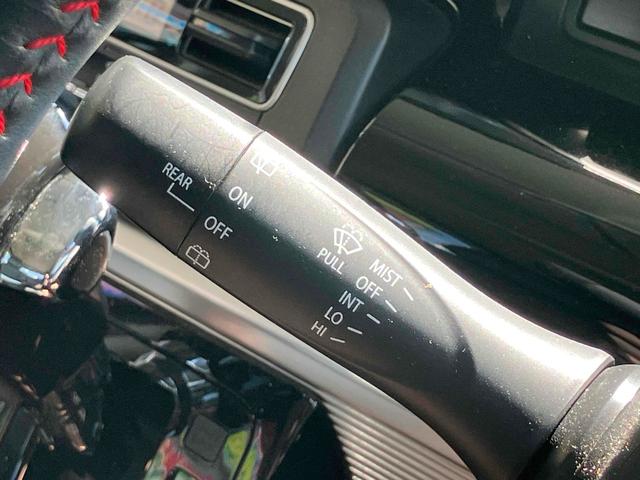 REAR
ON
OFF
PULL
MIST
OFF
INT
LO
HI